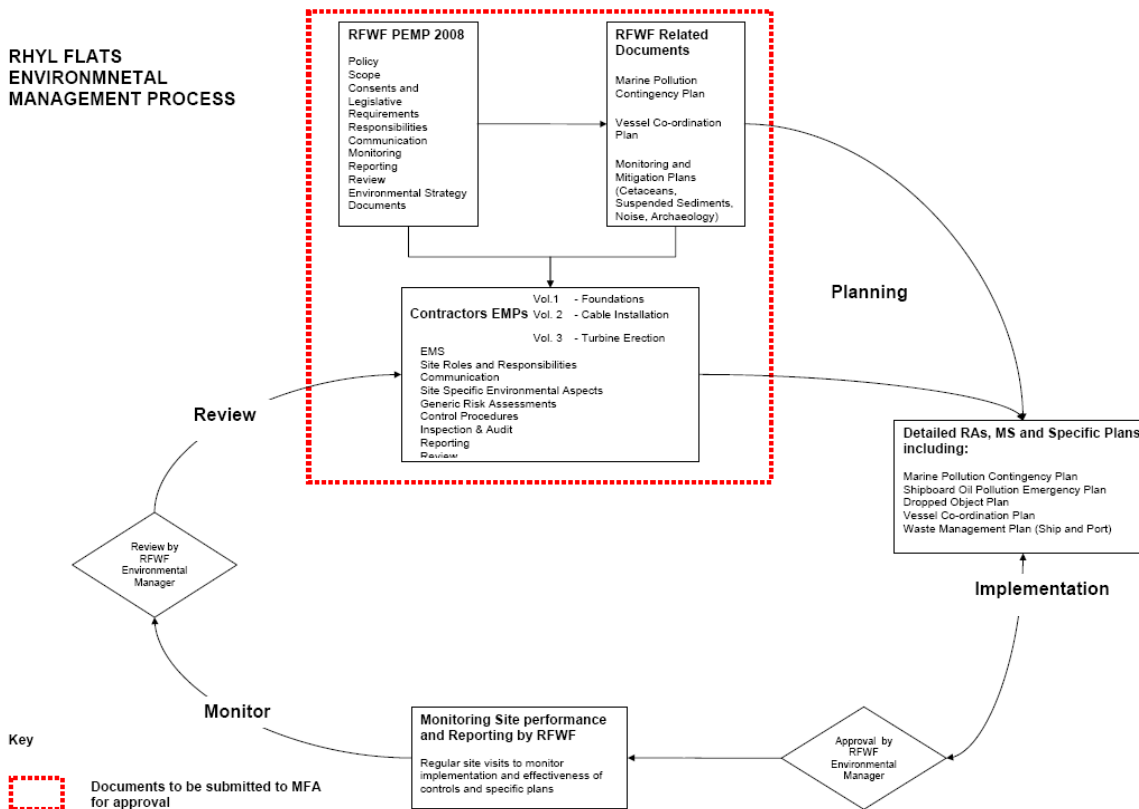 RHYL FLATS
ENVIRONMNETAL
MANAGEMENT PROCESS
RFWF PEMP 2008
Policy
Scope
Consents and
Legislative
Requirements
Responsibilities
Communication
Monitoring
Reporting
Review
Environmental Strategy
Documents
RFWF Related
Documents
Marine Pollution
Contingency Plan
Vessel Co-ordination
Plan
Monitoring and
Mitigation Plans
(Cetaceans,
Suspended Sediments,
Noise, Archaeology)
Planning
Contractors EMPs
Vol.1 - Foundations
Vol. 2 - Cable Installation
Vol. 3 - Turbine Erection
EMS
Site Roles and Responsibilities
Communication
Site Specific Environmental Aspects
Generic Risk Assessments
Control Procedures
Inspection & Audit
Reporting
Review
Review
Detailed RAs, MS and Specific Plans
including:
Marine Pollution Contingency Plan
Shipboard Oil Pollution Emergency Plan
Dropped Object Plan
Vessel Co-ordination Plan
Waste Management Plan (Ship and Port)
Review by
RFWF
Environmental
Manager
Implementation
Monitor
Monitoring Site performance
and Reporting by RFWF
Regular site visits to monitor
implementation and effectiveness of
controls and specific plans
Approval by
RFWF
Environmental
Manager
Key
Documents to be submitted to MFA
for approval